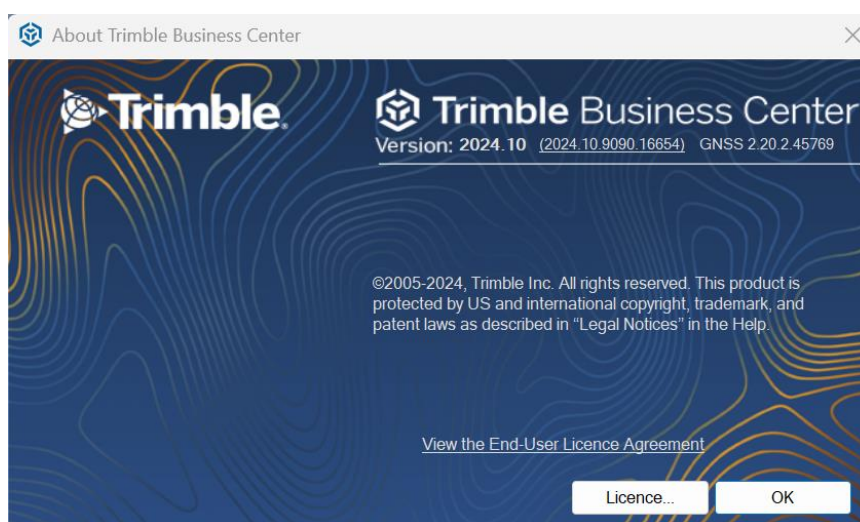 About Trimble Business Center
Trimble.
Trimble Business Center
Version: 2024.10 (2024.10.9090.16654) GNSS 2.20.2.45769
©2005-2024, Trimble Inc. All rights reserved. This product is
protected by US and international copyright, trademark, and
patent laws as described in “Legal Notices” in the Help.
View the End-User Licence Agreement
Licence...
OK